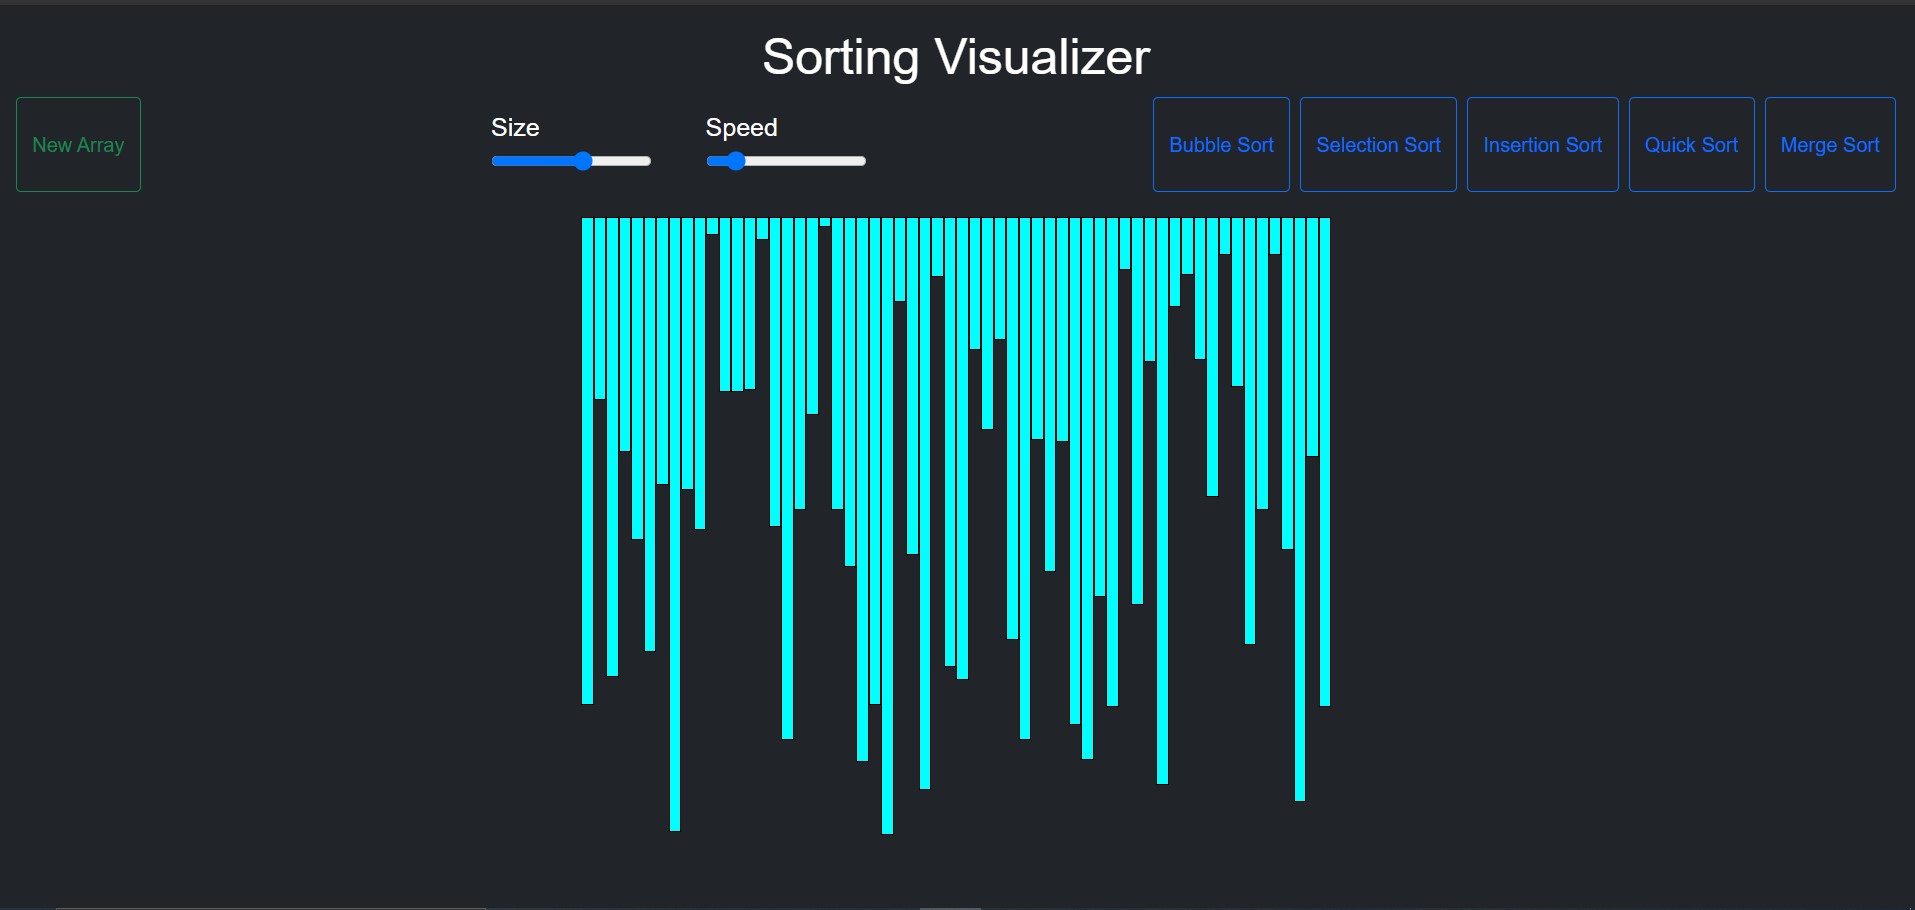 Sorting Visualizer
New Array
Size
Speed
Bubble Sort
Selection Sort
Insertion Sort
Quick Sort
Merge Sort